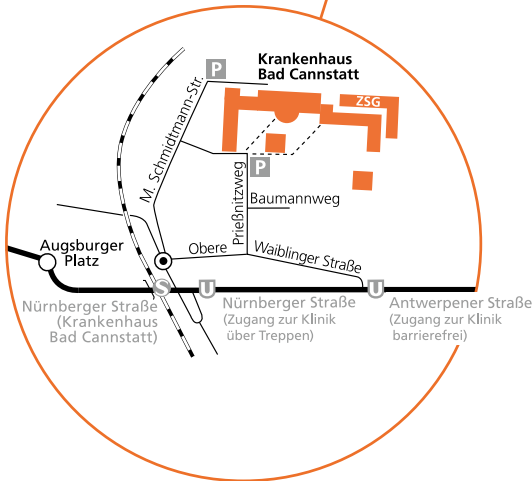 P
Krankenhaus
Bad Cannstatt
ZSG
M. Schmidtmann-Str.
P
Prießnitzweg
Baumannweg
Augsburger
Platz
Obere
Waiblinger Straße
S
U
U
Nürnberger Straße
(Krankenhaus
Bad Cannstatt)
Nürnberger Straße
(Zugang zur Klinik
über Treppen)
Antwerpener Straße
(Zugang zur Klinik
barrierefrei)